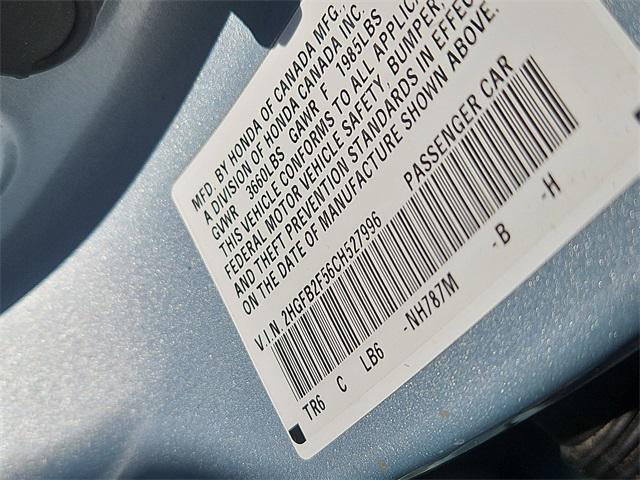 MFD. BY HONDA OF CANADA MFG.,
A DIVISION OF HONDA CANADA INC.
GVWR 3660LBS GAWR F 1985LBS
THIS VEHICLE CONFORMS TO ALL APPLICA
FEDERAL MOTOR VEHICLE SAFETY, BUMPER,
AND THEFT PREVENTION STANDARDS IN EFFECT
ON THE DATE OF MANUFACTURE SHOWN ABOVE.
V.I.N. 2HGFB2F56CH527996 PASSENGER CAR
TR6 C LB6 -NH787M -B -H